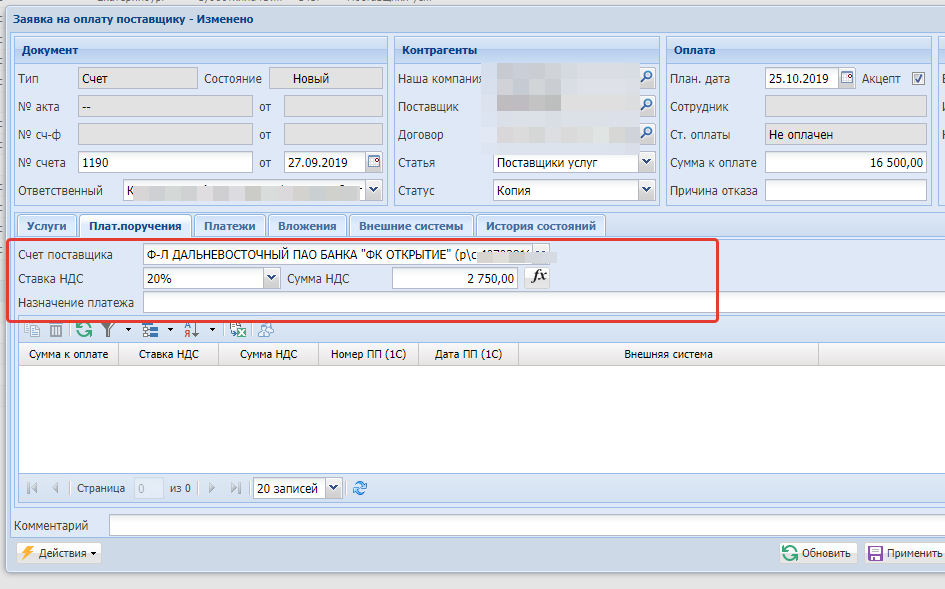 Заявка на оплату поставщику - Изменено
Документ
Тип Счет Состояние Новый
№ акта -- от
№ сч-ф от
№ счета 1190 от 27.09.2019
Ответственный
Контрагенты
Наша компания
Поставщик
Договор
Статья Поставщики услуг
Статус Копия
Оплата
План. дата 25.10.2019 Акцепт
Сотрудник
Ст. оплаты Не оплачен
Сумма к оплате 16 500,00
Причина отказа
Услуги Плат.поручения Платежи Вложения Внешние системы История состояний
Счет поставщика Ф-Л ДАЛЬНЕВОСТОЧНЫЙ ПАО БАНКА "ФК ОТКРЫТИЕ" (р\с
Ставка НДС 20% Сумма НДС 2 750,00 fx
Назначение платежа
Сумма к оплате Ставка НДС Сумма НДС Номер ПП (1С) Дата ПП (1С) Внешняя система
Страница 0 из 0 20 записей
Комментарий
Действия Обновить Применить